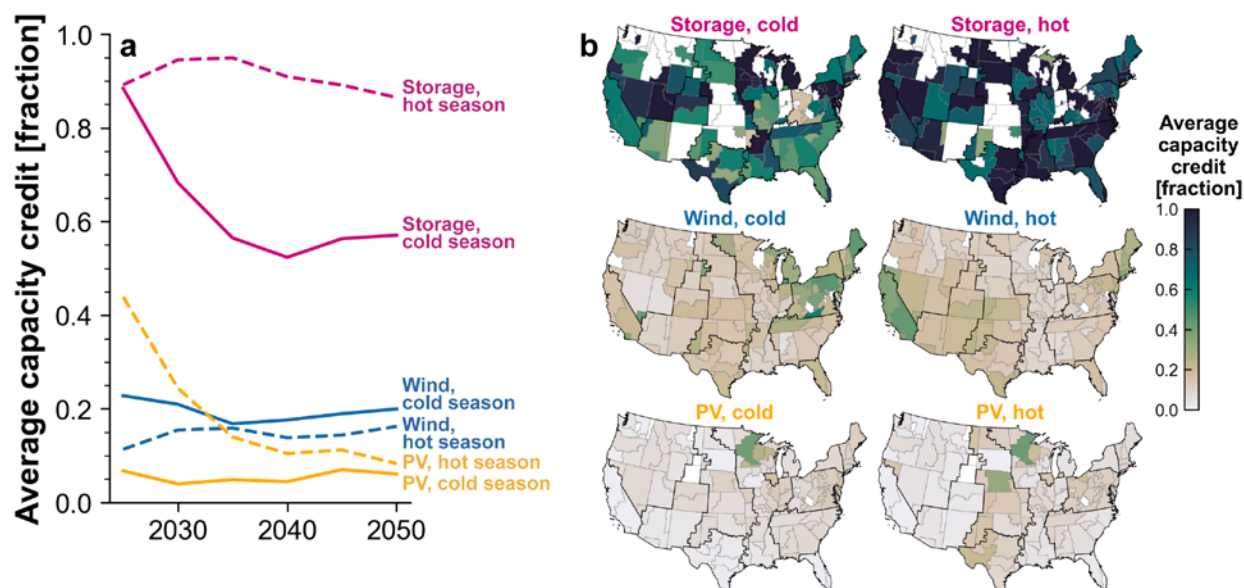 a
Average capacity credit [fraction]
1.0
0.8
0.6
0.4
0.2
0.0
2030
2040
2050
Storage,
hot season
Storage,
cold season
Wind,
cold season
Wind,
hot season
PV, hot season
PV, cold season
b
Storage, cold
Storage, hot
Wind, cold
Wind, hot
PV, cold
PV, hot
Average
capacity
credit
[fraction]
1.0
0.8
0.6
0.4
0.2
0.0